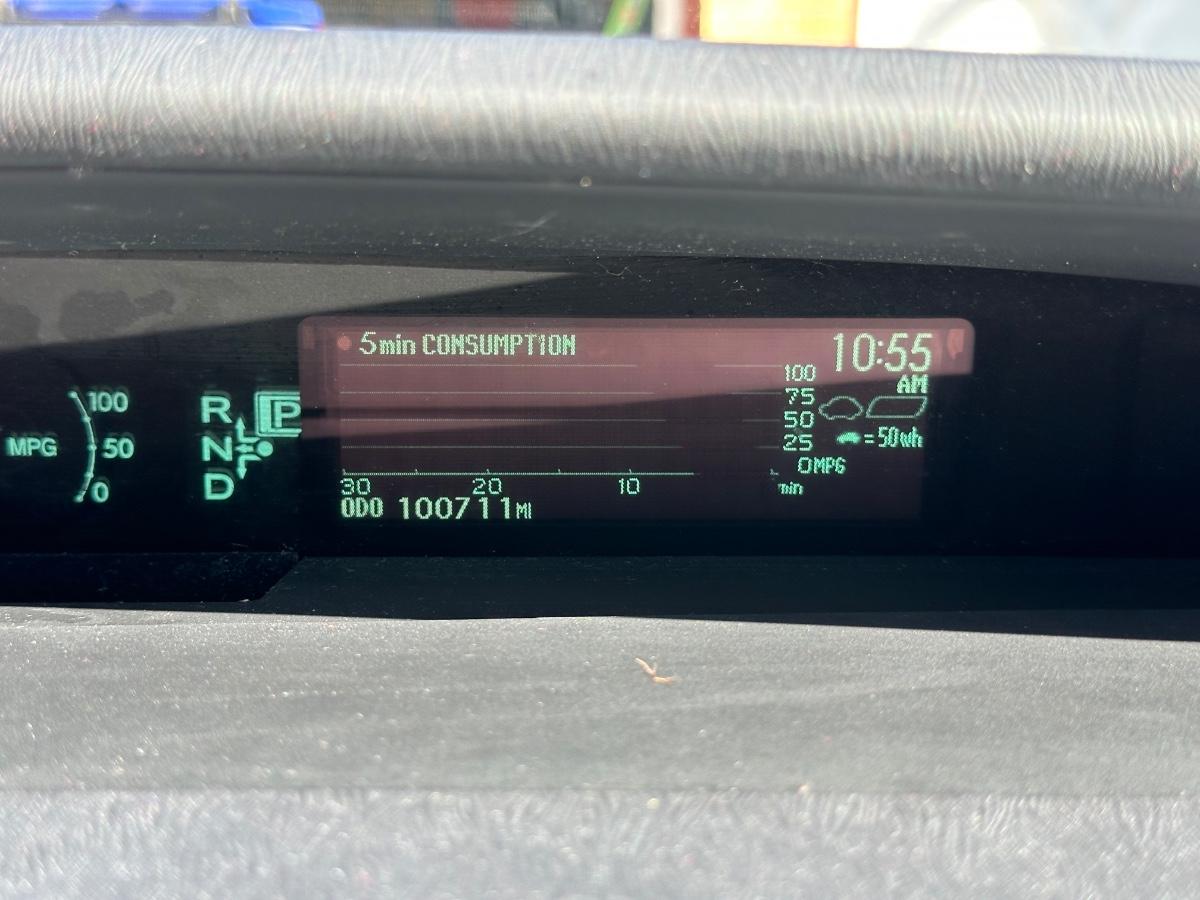 5min CONSUMPTION
10:55
AM
100
75
50
25
= 50wh
0MPG
30 20 10 min
ODO 100711MI
MPG
100
50
0
R
N
D
P